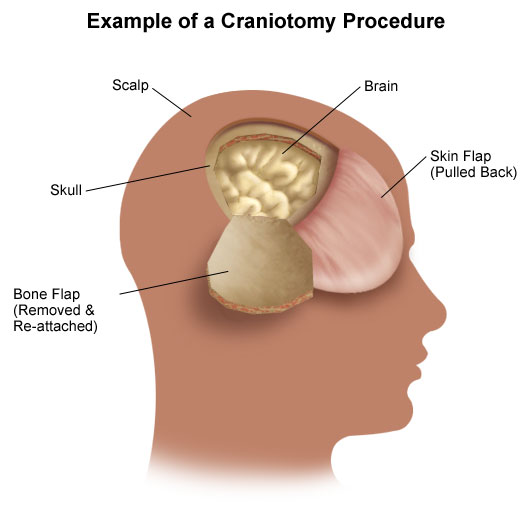 Example of a Craniotomy Procedure
Scalp
Brain
Skin Flap
(Pulled Back)
Skull
Bone Flap
(Removed &
Re-attached)